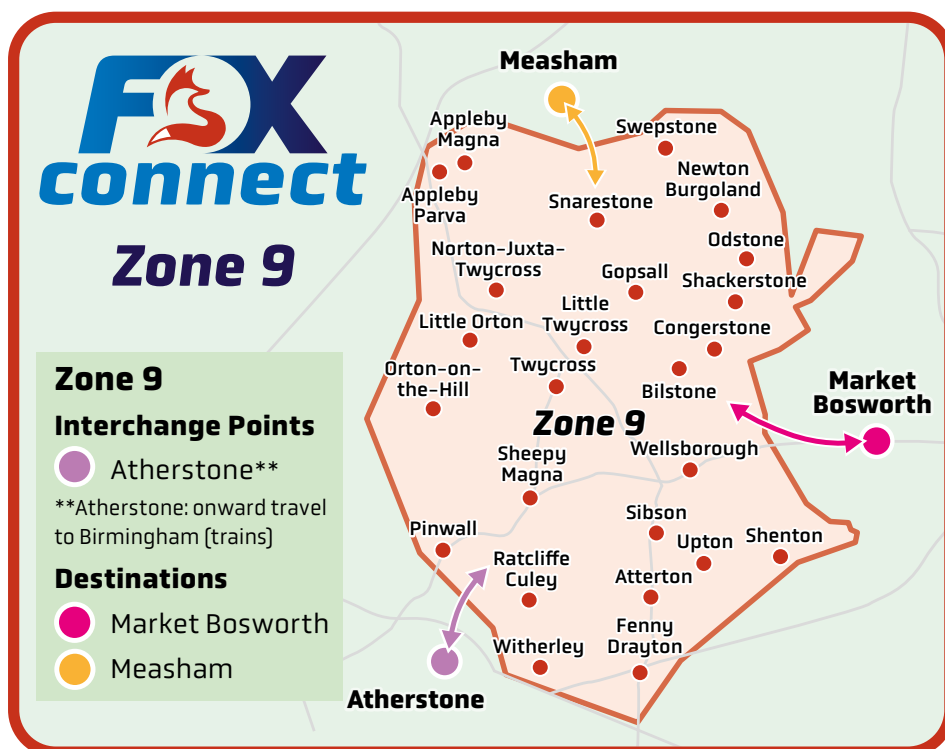 FOX
connect
Zone 9
Zone 9
Interchange Points
Atherstone**
**Atherstone: onward travel
to Birmingham (trains)
Destinations
Market Bosworth
Measham
Measham
Appleby
Magna
Swepstone
Appleby
Parva
Snarestone
Newton
Burgoland
Norton-Juxta-
Twycross
Gopsall
Odstone
Shackerstone
Little Orton
Little
Twycross
Congerstone
Orton-on-
the-Hill
Twycross
Bilstone
Market
Bosworth
Zone 9
Sheepy
Magna
Wellsborough
Pinwall
Sibson
Upton
Shenton
Ratcliffe
Culey
Atterton
Witherley
Fenny
Drayton
Atherstone